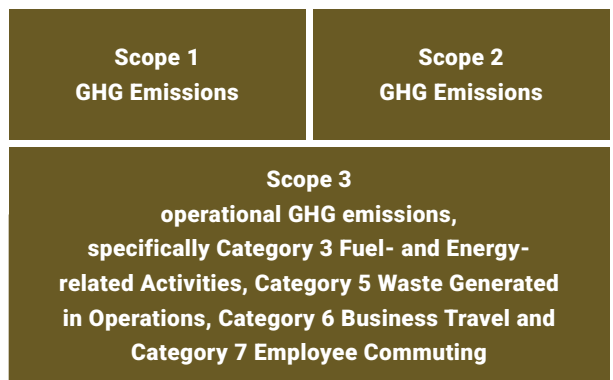 Scope 1
GHG Emissions
Scope 2
GHG Emissions
Scope 3
operational GHG emissions,
specifically Category 3 Fuel- and Energy-
related Activities, Category 5 Waste Generated
in Operations, Category 6 Business Travel and
Category 7 Employee Commuting